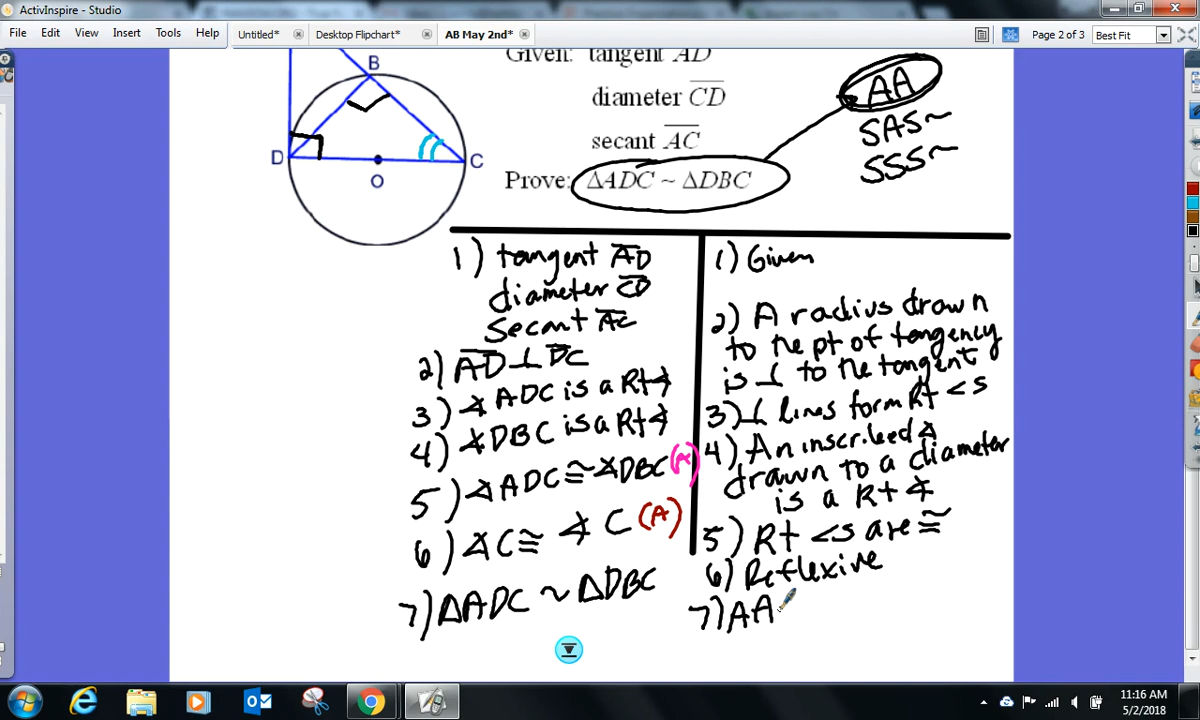 ActivInspire - Studio
File Edit View Insert Tools Help
Untitled*
Desktop Flipchart*
AB May 2nd*
Page 2 of 3
Best Fit
Given: tangent AD
diameter CD
secant AC
Prove: ΔADC ~ ΔDBC
AA
SAS~
SSS~
B
D
C
O
1) tangent AD
diameter CD
Secant AC
2) AD ⊥ DC
3) ∢ ADC is a Rt ∢
4) ∢ DBC is a Rt ∢
5) ∢ ADC ≅ ∢ DBC (A)
6) ∢ C ≅ ∢ C (A)
7) ΔADC ~ ΔDBC
1) Given
2) A radius drawn
to the pt of tangency
is ⊥ to the tangent
3) ⊥ lines form Rt <s
4) An inscribed ∢
drawn to a diameter
is a Rt ∢
5) Rt <s are ≅
6) Reflexive
7) AA
11:16 AM
5/2/2018